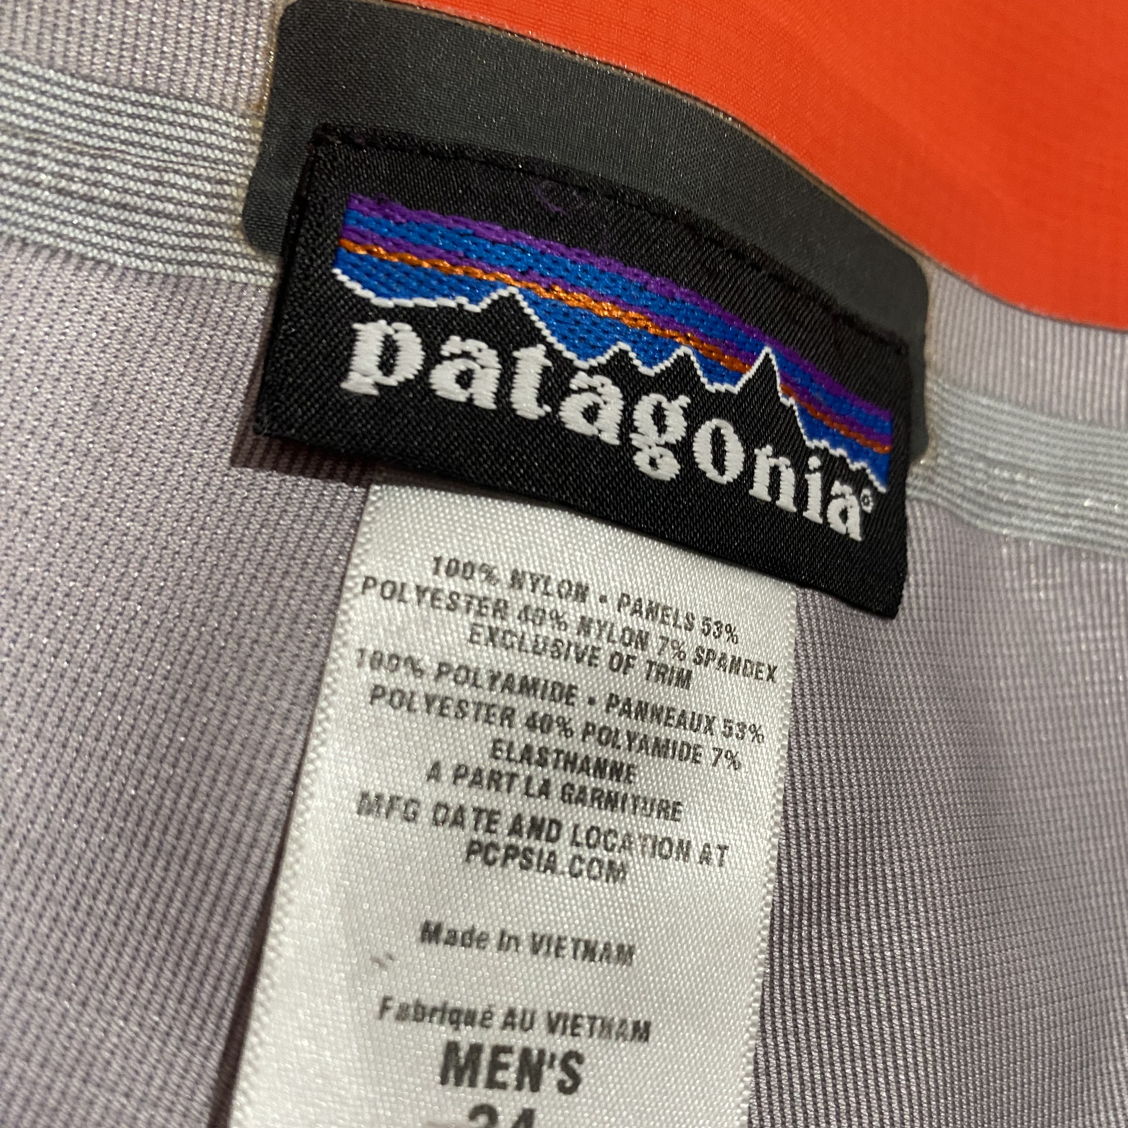 patagonia®
100% NYLON • PANELS 53%
POLYESTER 40% NYLON 7% SPANDEX
EXCLUSIVE OF TRIM
100% POLYAMIDE • PANNEAUX 53%
POLYESTER 40% POLYAMIDE 7%
ELASTHANNE
A PART LA GARNITURE
MFG DATE AND LOCATION AT
PCPSIA.COM
Made In VIETNAM
Fabriqué AU VIETNAM
MEN'S